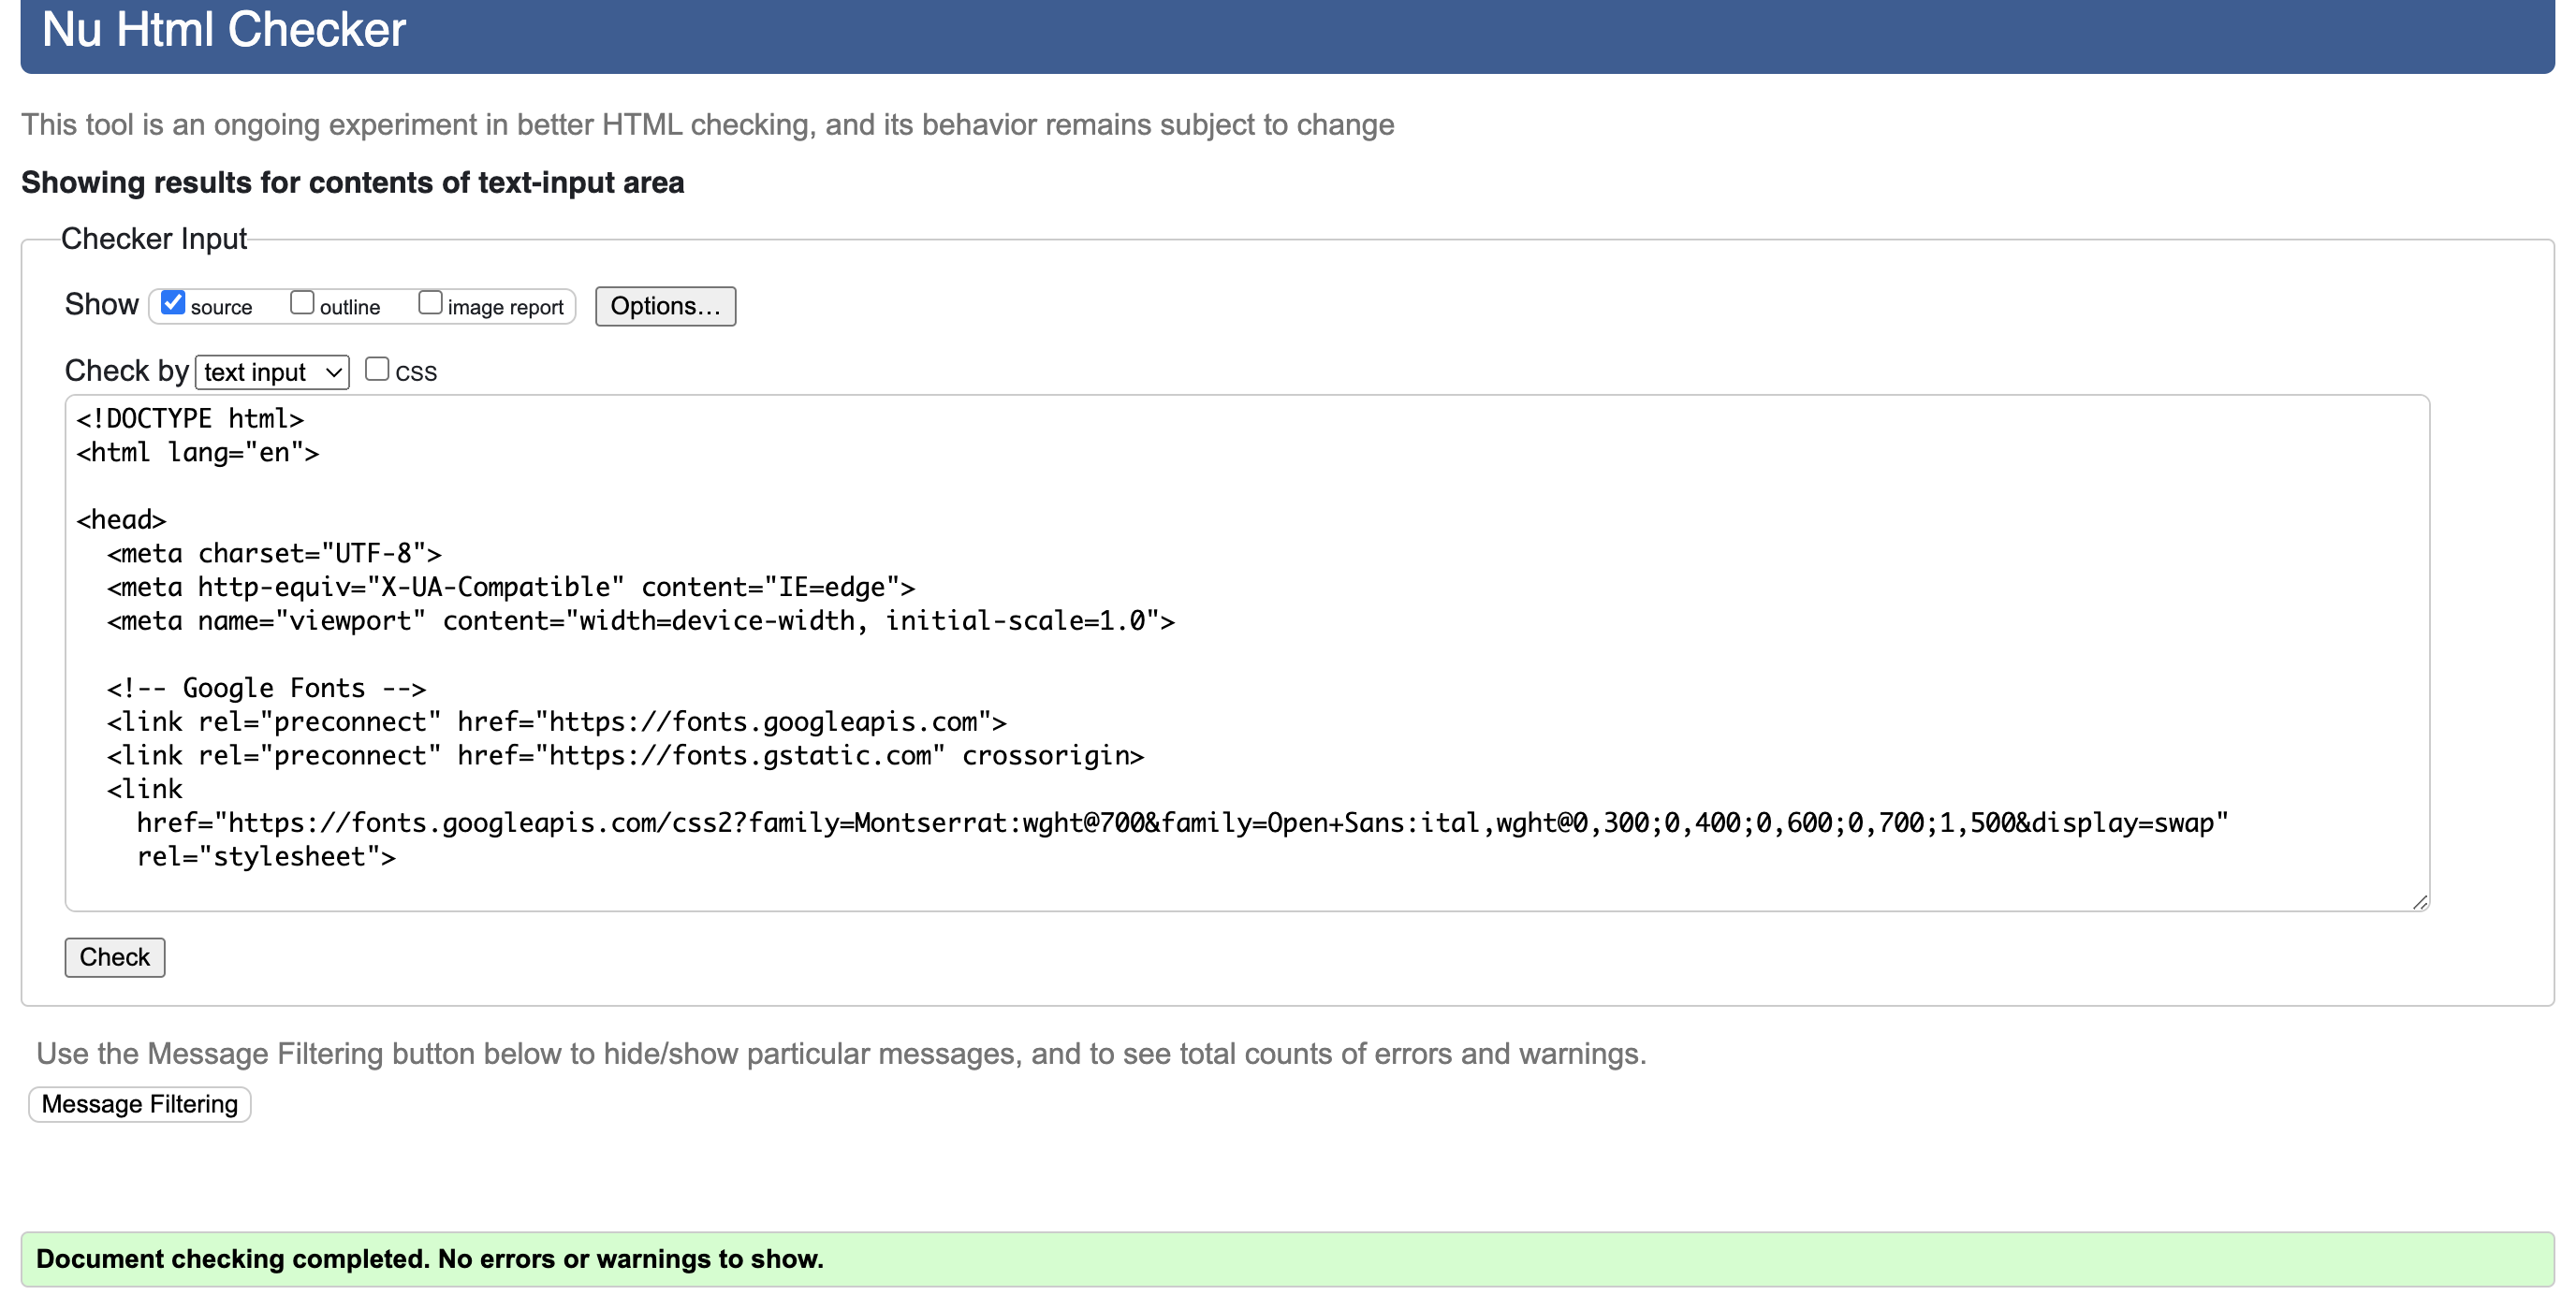 Nu Html Checker
This tool is an ongoing experiment in better HTML checking, and its behavior remains subject to change
Showing results for contents of text-input area
Checker Input
Show source outline image report Options...
Check by text input CSS
<!DOCTYPE html>
<html lang="en">
<head>
  <meta charset="UTF-8">
  <meta http-equiv="X-UA-Compatible" content="IE=edge">
  <meta name="viewport" content="width=device-width, initial-scale=1.0">
  <!-- Google Fonts -->
  <link rel="preconnect" href="https://fonts.googleapis.com">
  <link rel="preconnect" href="https://fonts.gstatic.com" crossorigin>
  <link
    href="https://fonts.googleapis.com/css2?family=Montserrat:wght@700&family=Open+Sans:ital,wght@0,300;0,400;0,600;0,700;1,500&display=swap"
    rel="stylesheet">
Check
Use the Message Filtering button below to hide/show particular messages, and to see total counts of errors and warnings.
Message Filtering
Document checking completed. No errors or warnings to show.